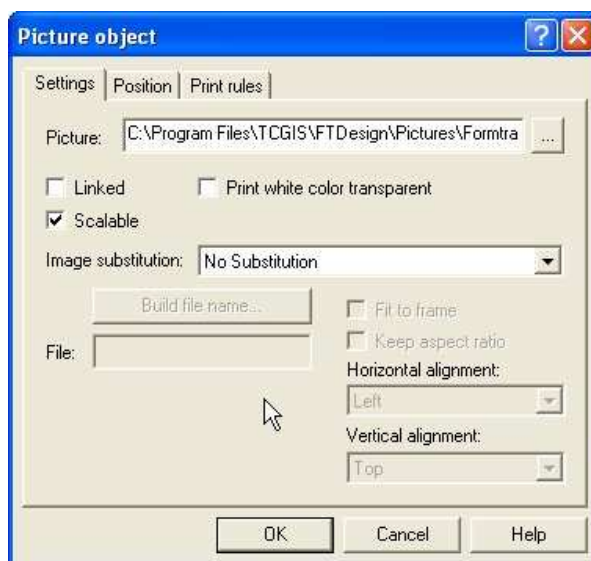 Picture object
Settings Position Print rules
Picture: C:\Program Files\TCGIS\FTDesign\Pictures\Formtra ...
Linked Print white color transparent
Scalable
Image substitution: No Substitution
Build file name... Fit to frame
Keep aspect ratio
File:
Horizontal alignment:
Left
Vertical alignment:
Top
OK Cancel Help